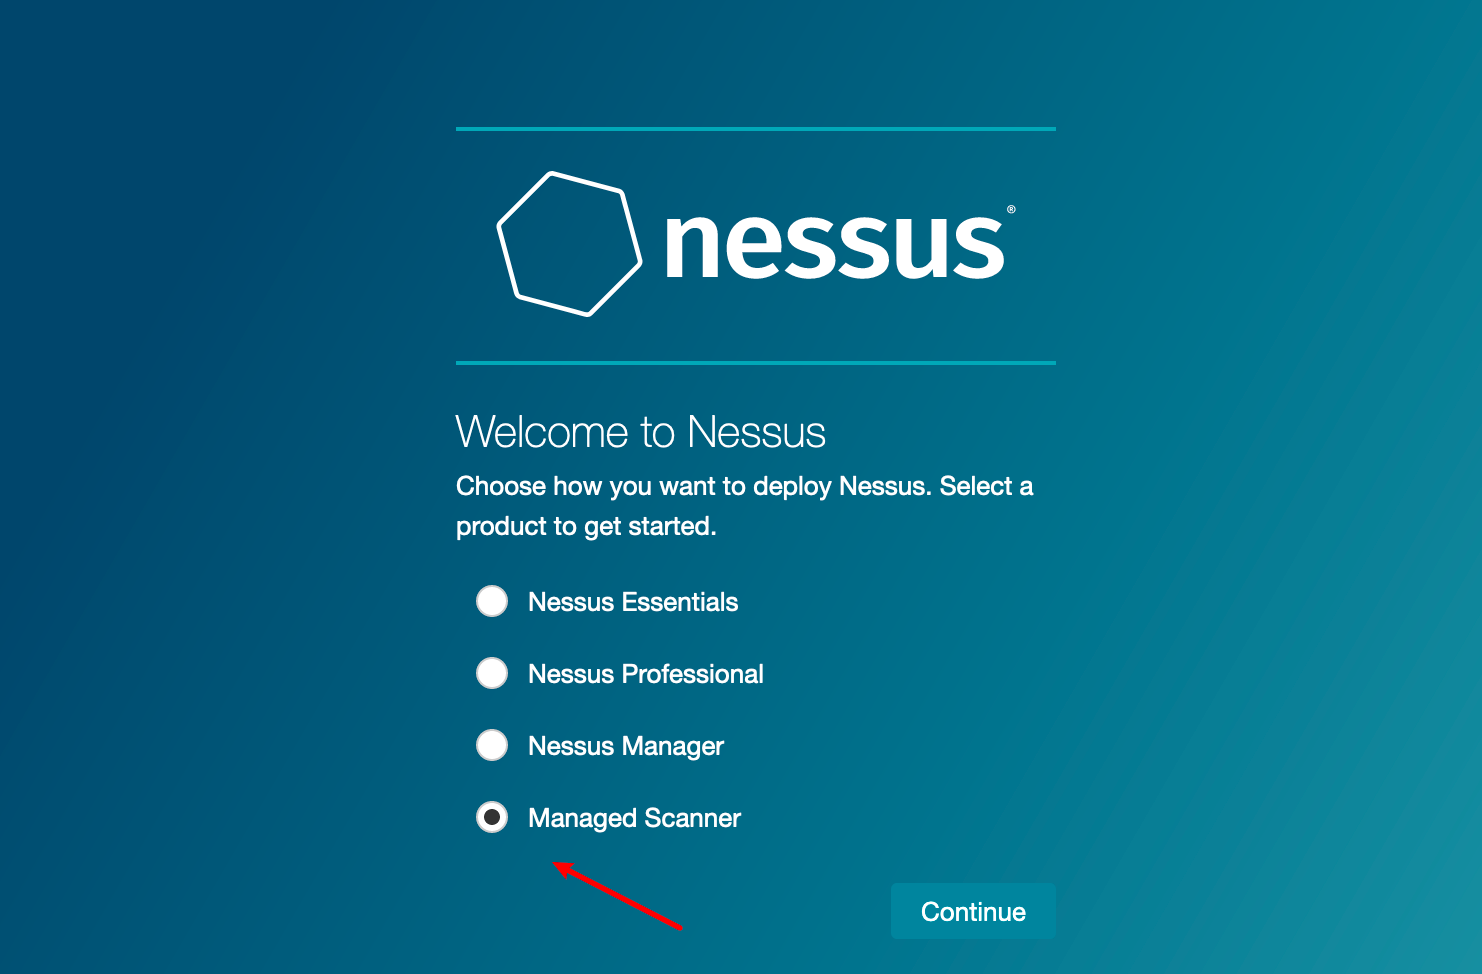 nessus®
Welcome to Nessus
Choose how you want to deploy Nessus. Select a
product to get started.
Nessus Essentials
Nessus Professional
Nessus Manager
Managed Scanner
Continue